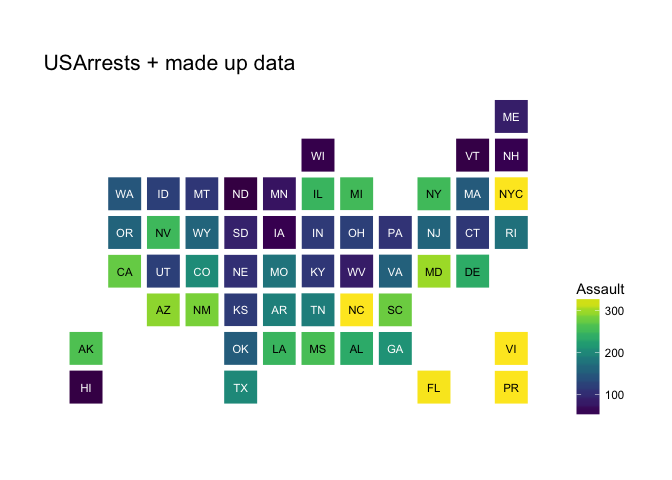 USArrests + made up data
ME
WI VT NH
WA ID MT ND MN IL MI NY MA NYC
OR NV WY SD IA IN OH PA NJ CT RI
CA UT CO NE MO KY WV VA MD DE
AZ NM KS AR TN NC SC
AK OK LA MS AL GA VI
HI TX FL PR
Assault
300
200
100